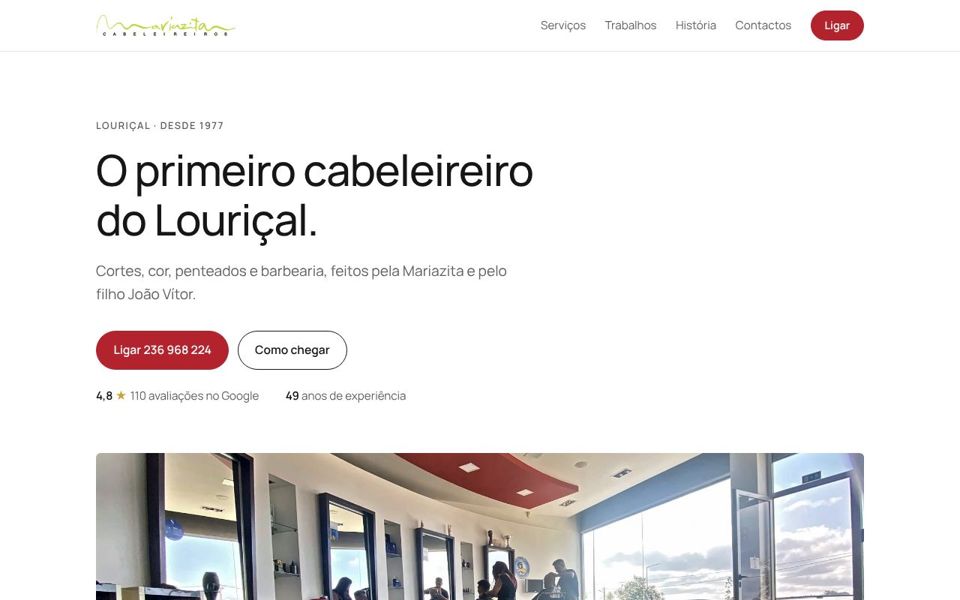 Mariazita
CABELEIREIROS
Serviços
Trabalhos
História
Contactos
Ligar
LOURIÇAL · DESDE 1977
O primeiro cabeleireiro
do Louriçal.
Cortes, cor, penteados e barbearia, feitos pela Mariazita e pelo
filho João Vítor.
Ligar 236 968 224
Como chegar
4,8 ★ 110 avaliações no Google
49 anos de experiência